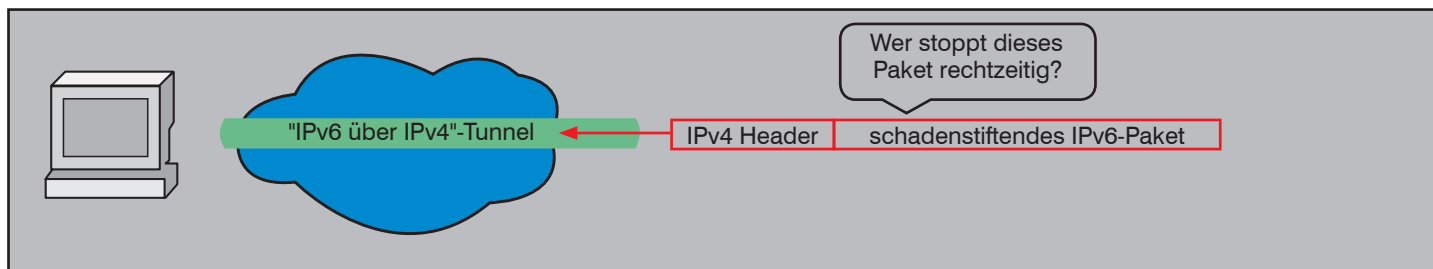 Wer stoppt dieses
Paket rechtzeitig?
"IPv6 über IPv4"-Tunnel
IPv4 Header
schadenstiftendes IPv6-Paket